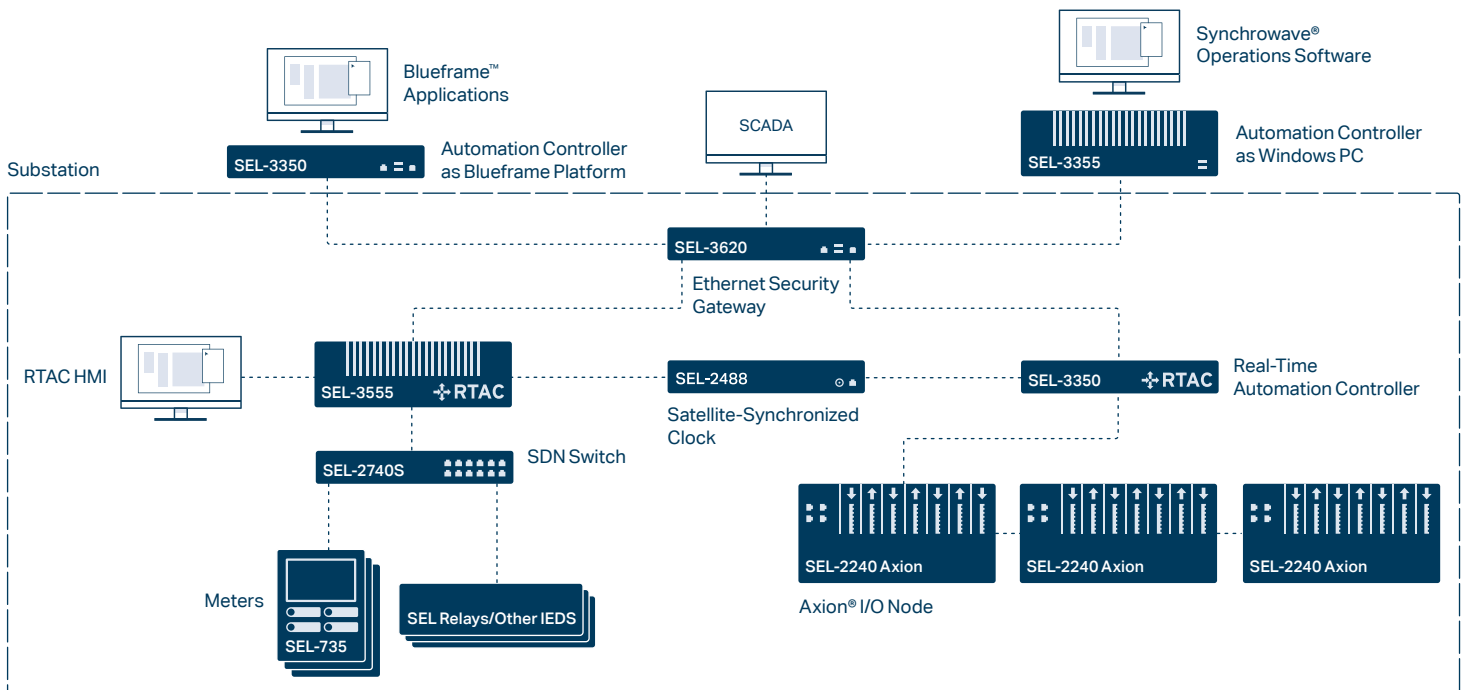 Blueframe™
Applications
Synchrowave®
Operations Software
SCADA
SEL-3350
Automation Controller
as Blueframe Platform
SEL-3355
Automation Controller
as Windows PC
Substation
SEL-3620
Ethernet Security
Gateway
RTAC HMI
SEL-3555
RTAC
SEL-2488
Satellite-Synchronized
Clock
SEL-3350
RTAC
Real-Time
Automation Controller
SEL-2740S
SDN Switch
SEL-2240 Axion
SEL-2240 Axion
SEL-2240 Axion
Axion® I/O Node
Meters
SEL-735
SEL Relays/Other IEDS